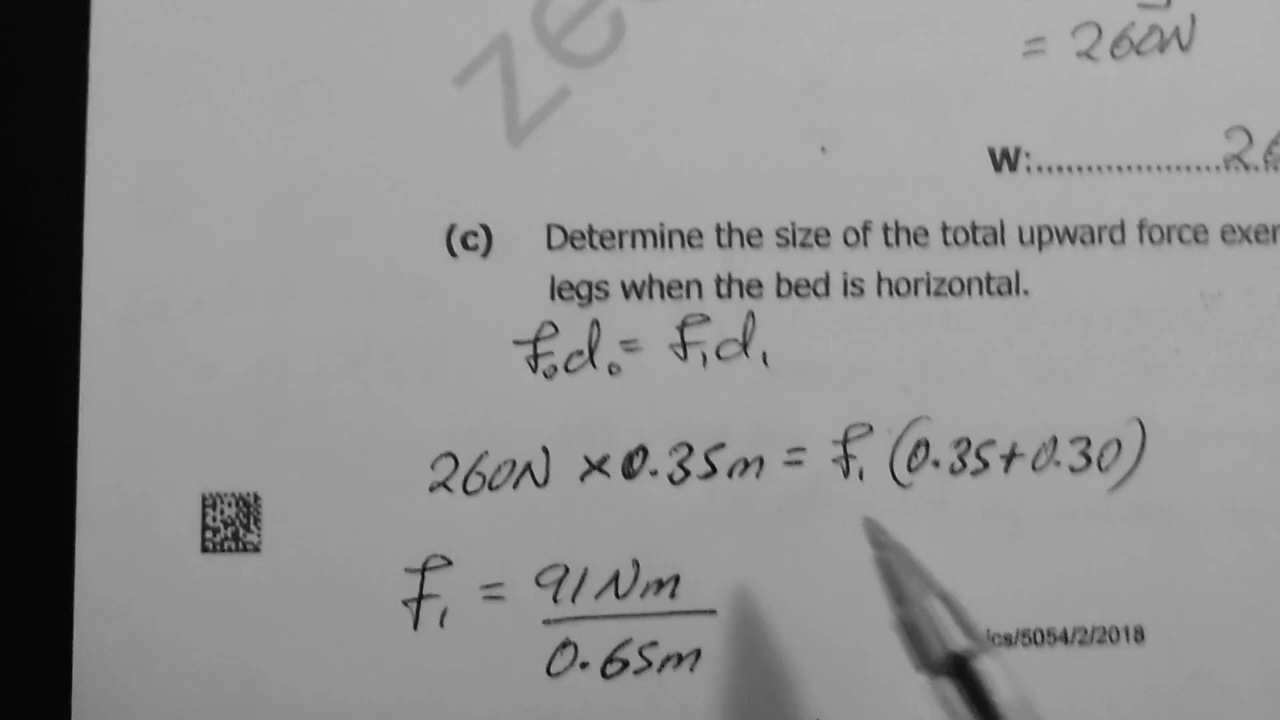 ze
= 260N
W:....................26
(c) Determine the size of the total upward force exer
legs when the bed is horizontal.
F₀d₀ = F₁d₁
260N × 0.35m = F₁ (0.35+0.30)
F₁ = 91Nm
0.65m
/cs/5054/2/2018